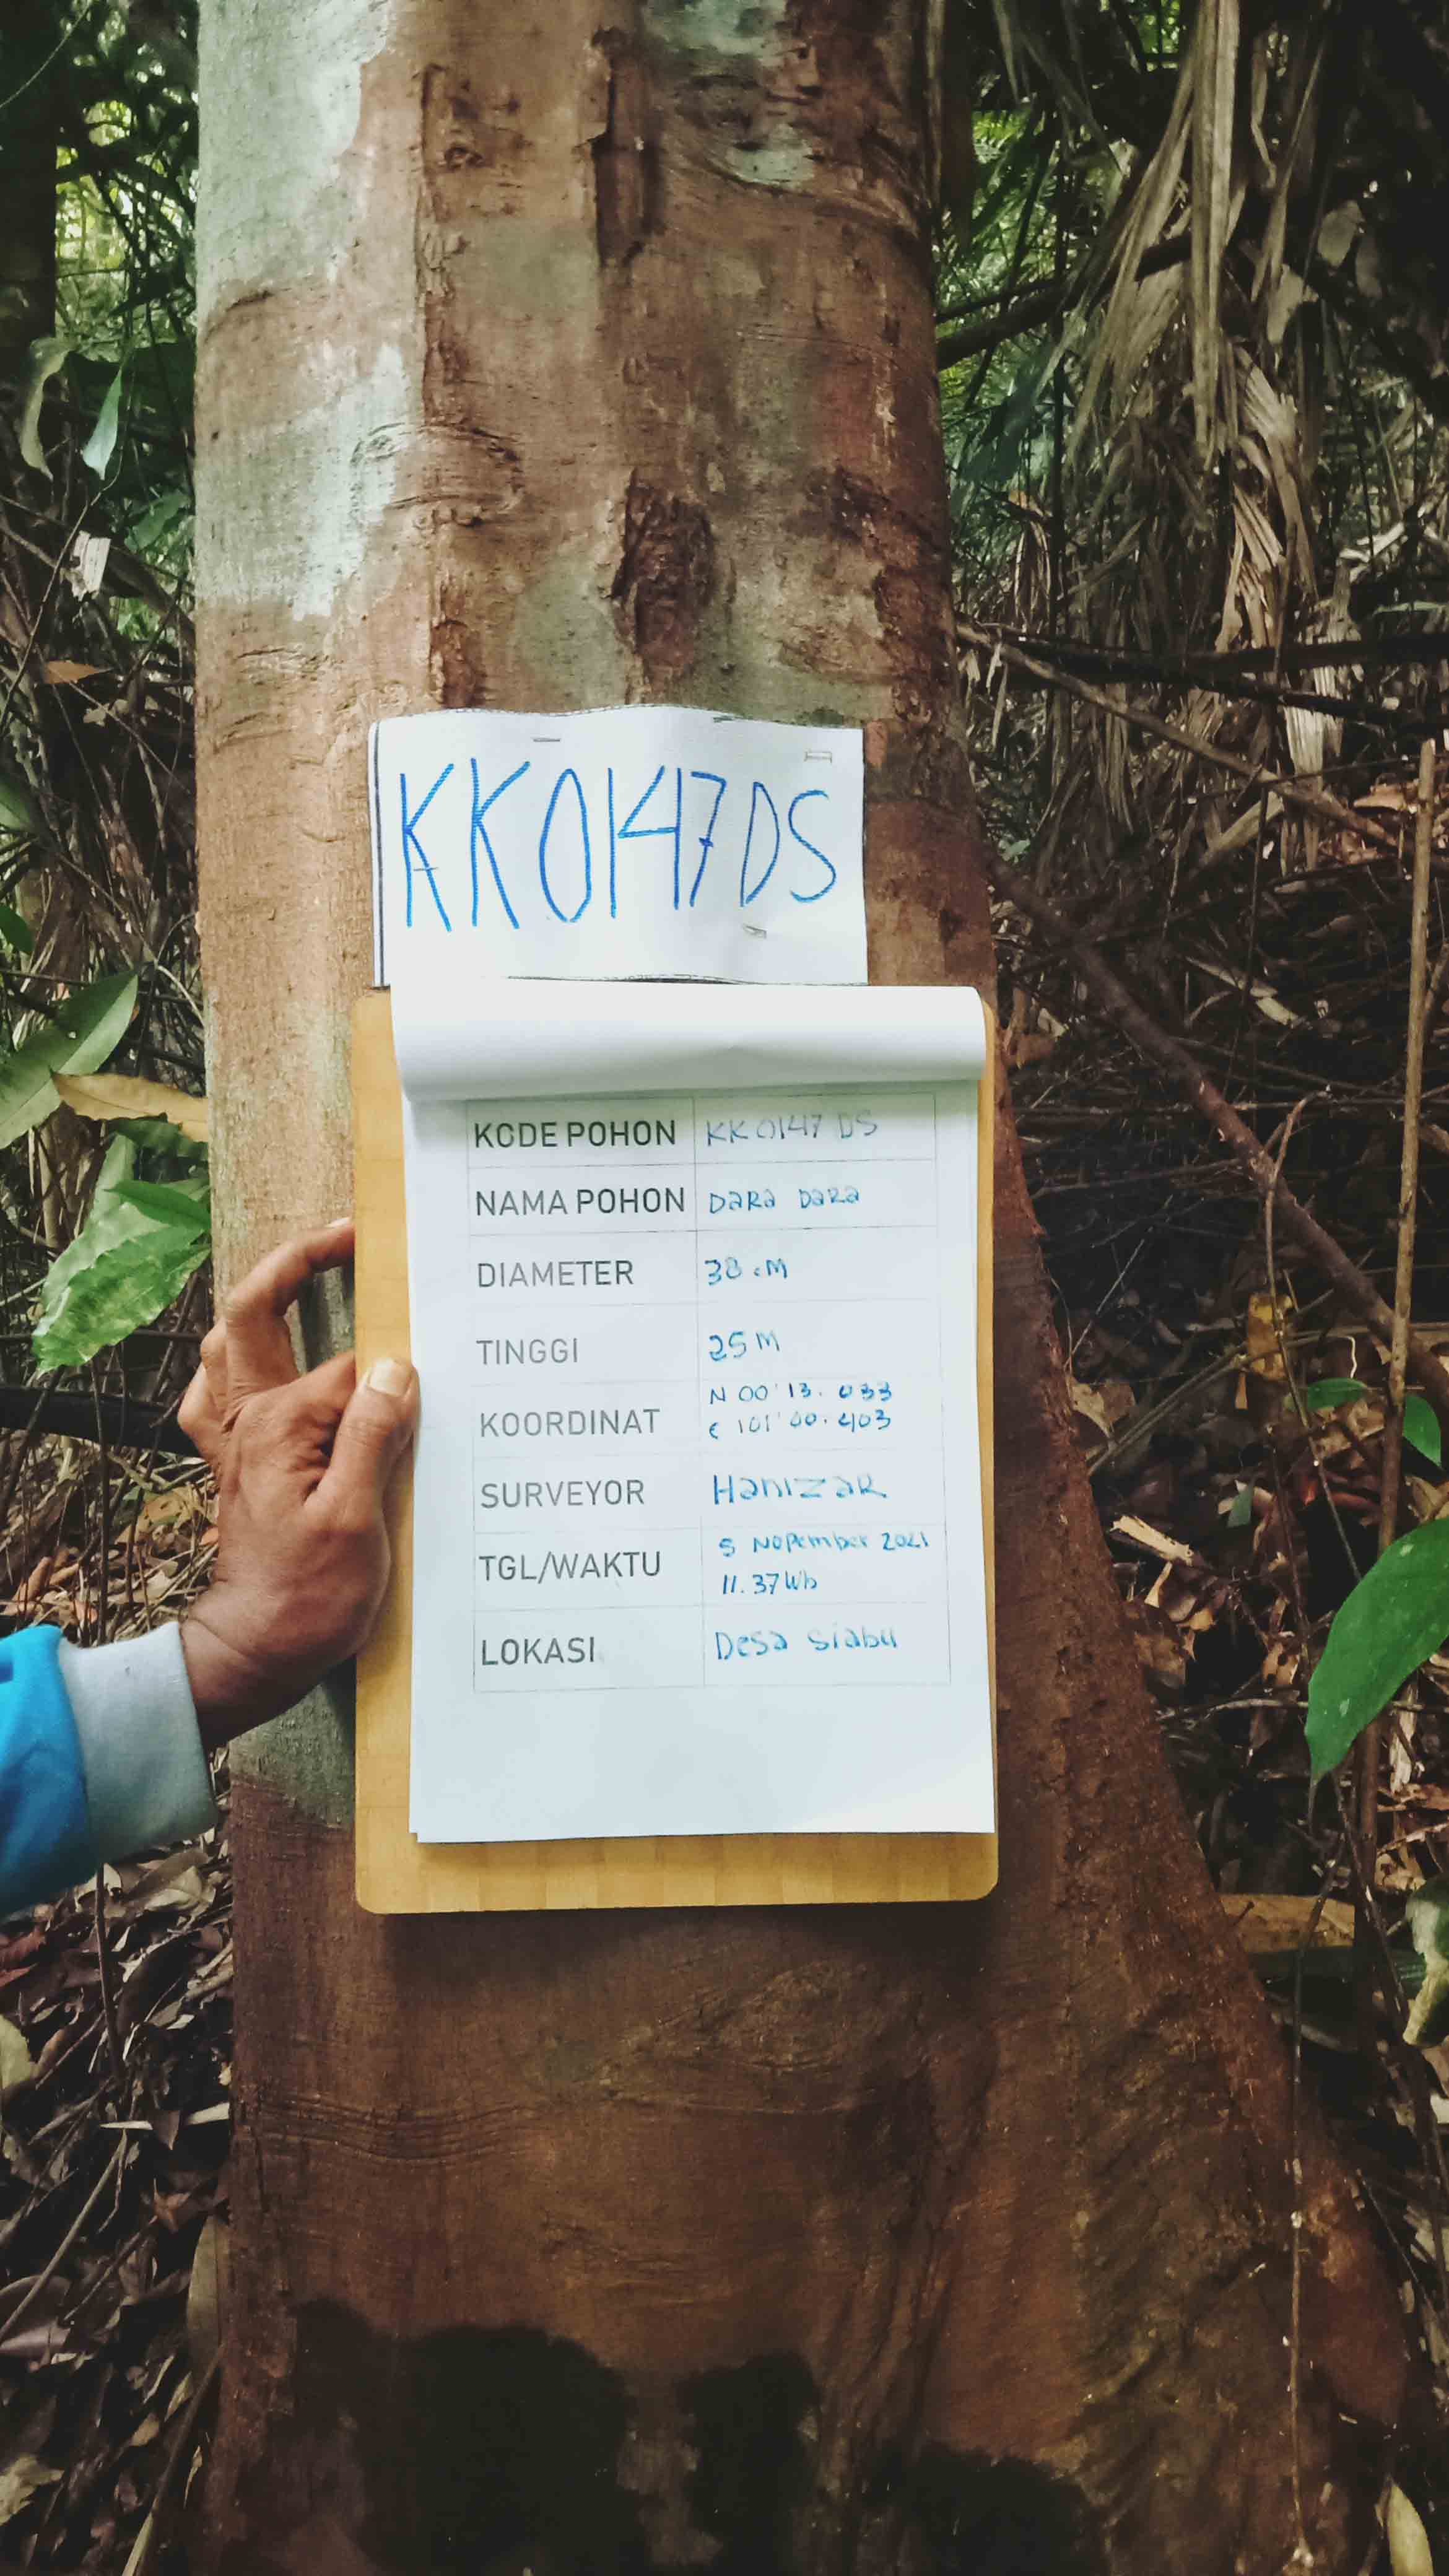 KK0147DS
KODE POHON KK0147 DS
NAMA POHON Dara Dara
DIAMETER 38 cM
TINGGI 25 M
KOORDINAT N 00' 13. 033
E 101' 00. 403
SURVEYOR Hanizar
TGL/WAKTU 5 Nopember 2021
11.37 Wb
LOKASI Desa Siabu